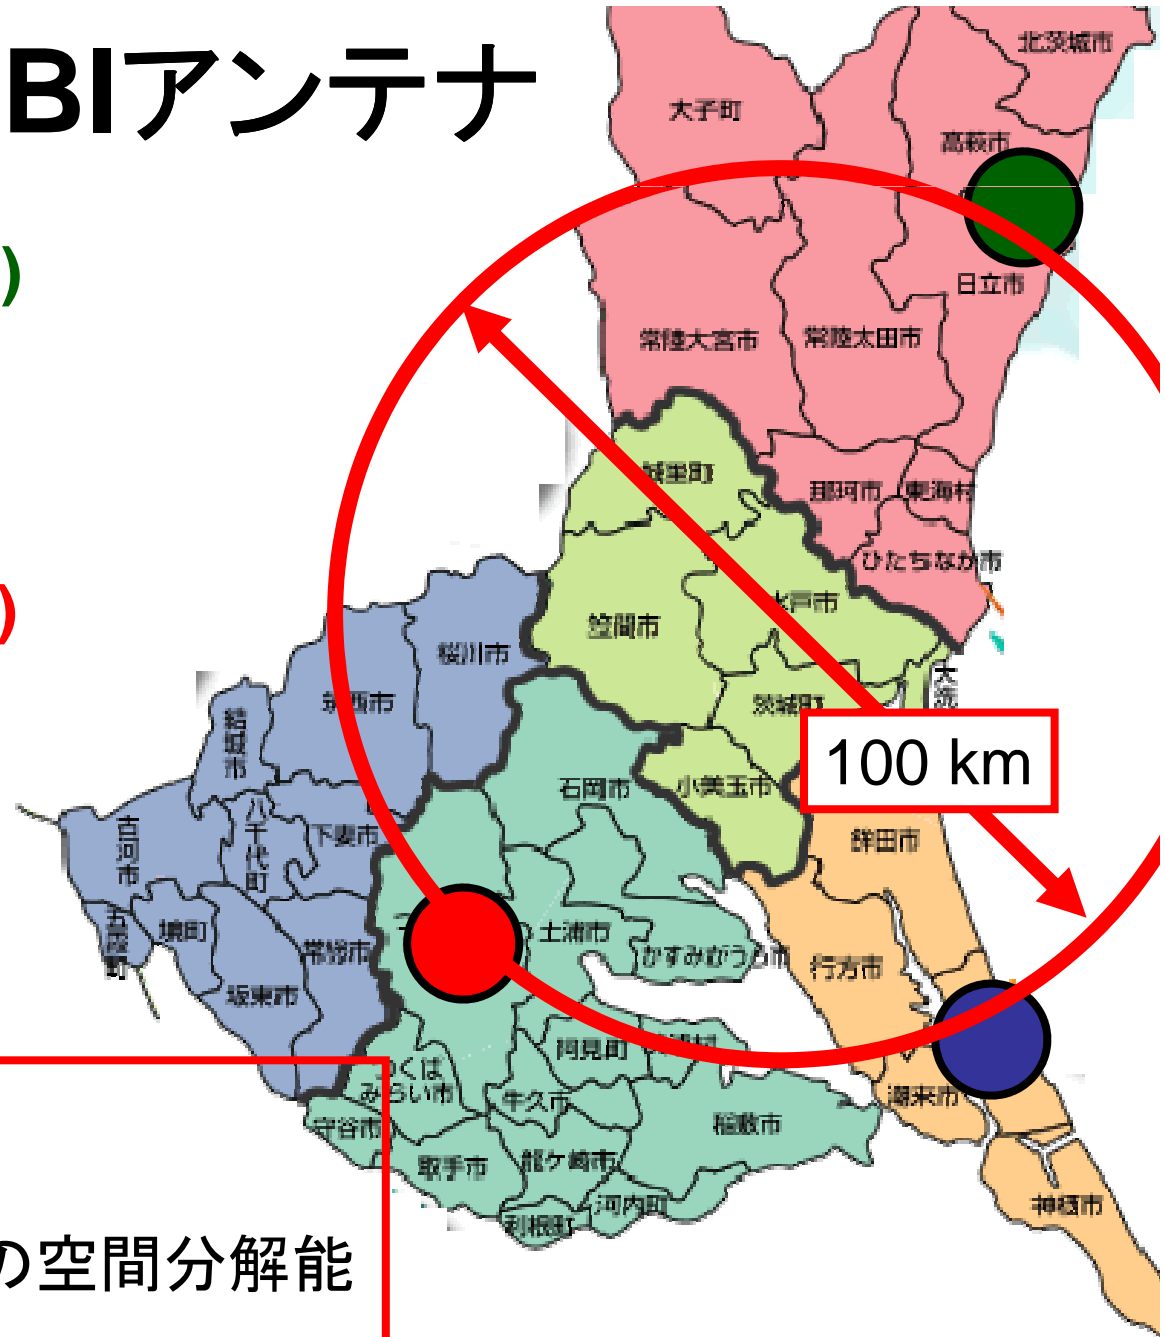 BIアンテナ
)
)
北茨城市
大子町
高萩市
日立市
常陸大宮市
常陸太田市
城里町
那珂市
東海村
ひたちなか市
水戸市
笠間市
桜川市
大洗
筑西市
茨城町
結城市
100 km
小美玉市
石岡市
八千代町
下妻市
古河市
鉾田市
五霞町
境町
常総市
土浦市
かすみがうら市
行方市
坂東市
阿見町
つくば
みらい市
牛久市
潮来市
守谷市
稲敷市
取手市
龍ケ崎市
利根町
河内町
神栖市
の空間分解能